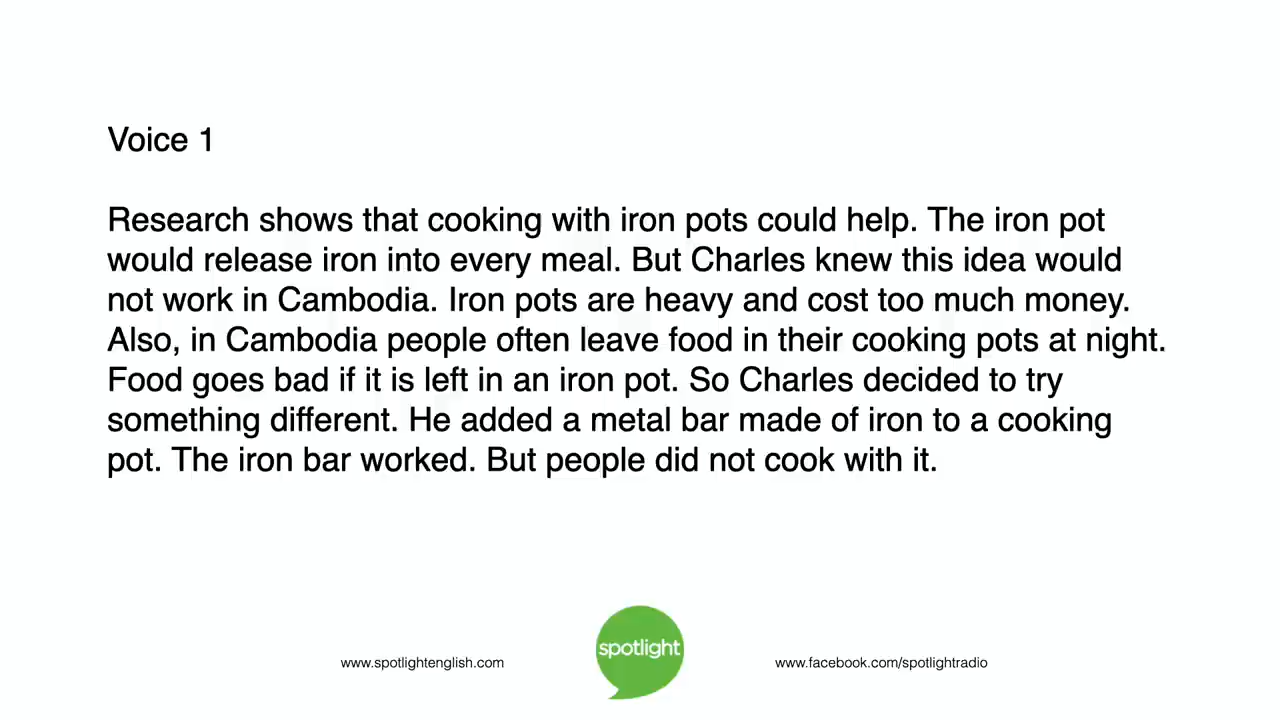 Voice 1
Research shows that cooking with iron pots could help. The iron pot
would release iron into every meal. But Charles knew this idea would
not work in Cambodia. Iron pots are heavy and cost too much money.
Also, in Cambodia people often leave food in their cooking pots at night.
Food goes bad if it is left in an iron pot. So Charles decided to try
something different. He added a metal bar made of iron to a cooking
pot. The iron bar worked. But people did not cook with it.
www.spotlightenglish.com
spotlight
www.facebook.com/spotlightradio